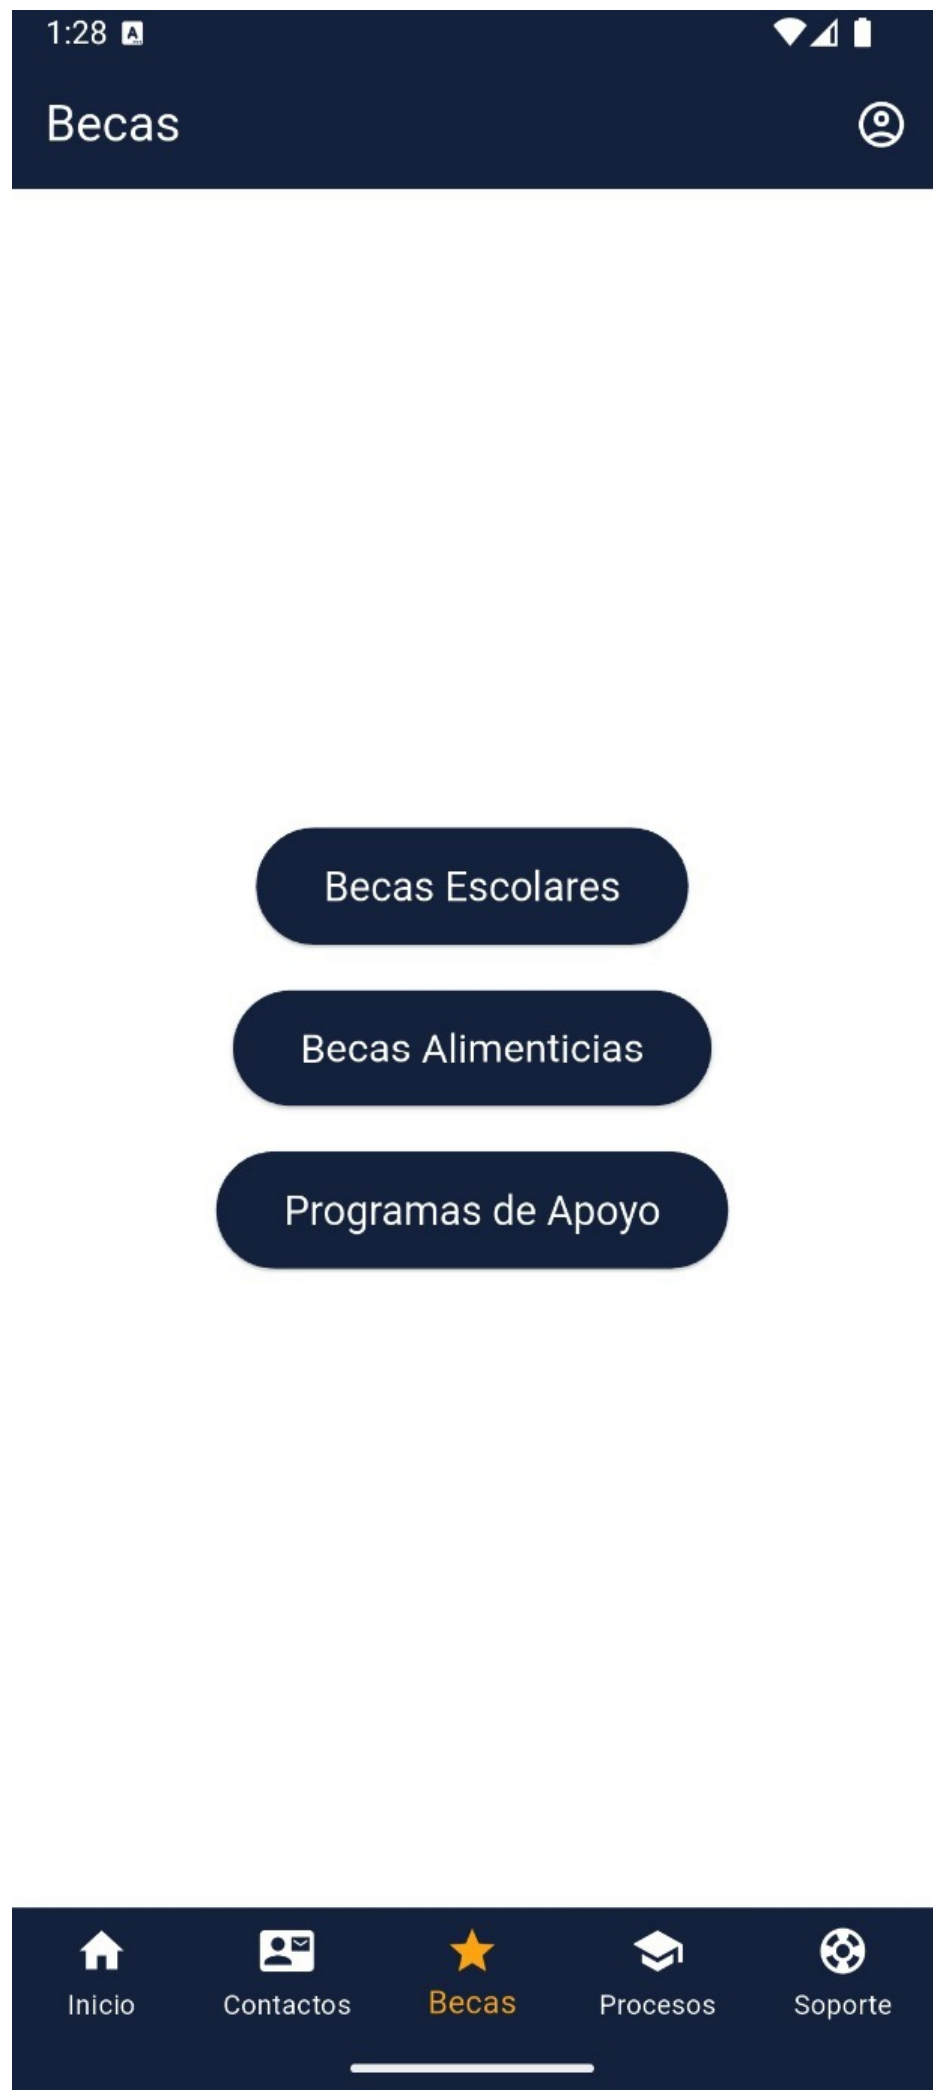 1:28 A
Becas
Becas Escolares
Becas Alimenticias
Programas de Apoyo
Inicio Contactos Becas Procesos Soporte